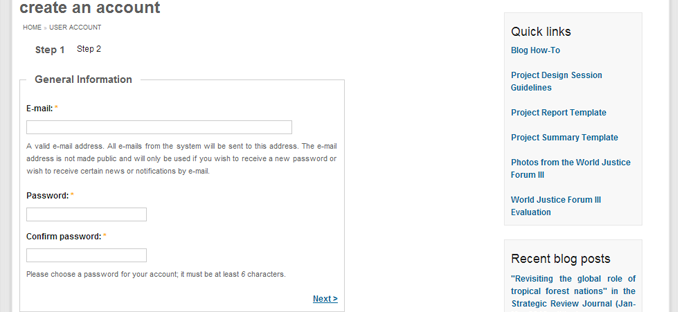 create an account
HOME » USER ACCOUNT
Step 1 Step 2
General Information
E-mail: *
A valid e-mail address. All e-mails from the system will be sent to this address. The e-mail
address is not made public and will only be used if you wish to receive a new password or
wish to receive certain news or notifications by e-mail.
Password: *
Confirm password: *
Please choose a password for your account; it must be at least 6 characters.
Next >
Quick links
Blog How-To
Project Design Session
Guidelines
Project Report Template
Project Summary Template
Photos from the World Justice
Forum III
World Justice Forum III
Evaluation
Recent blog posts
"Revisiting the global role of
tropical forest nations" in the
Strategic Review Journal (Jan-